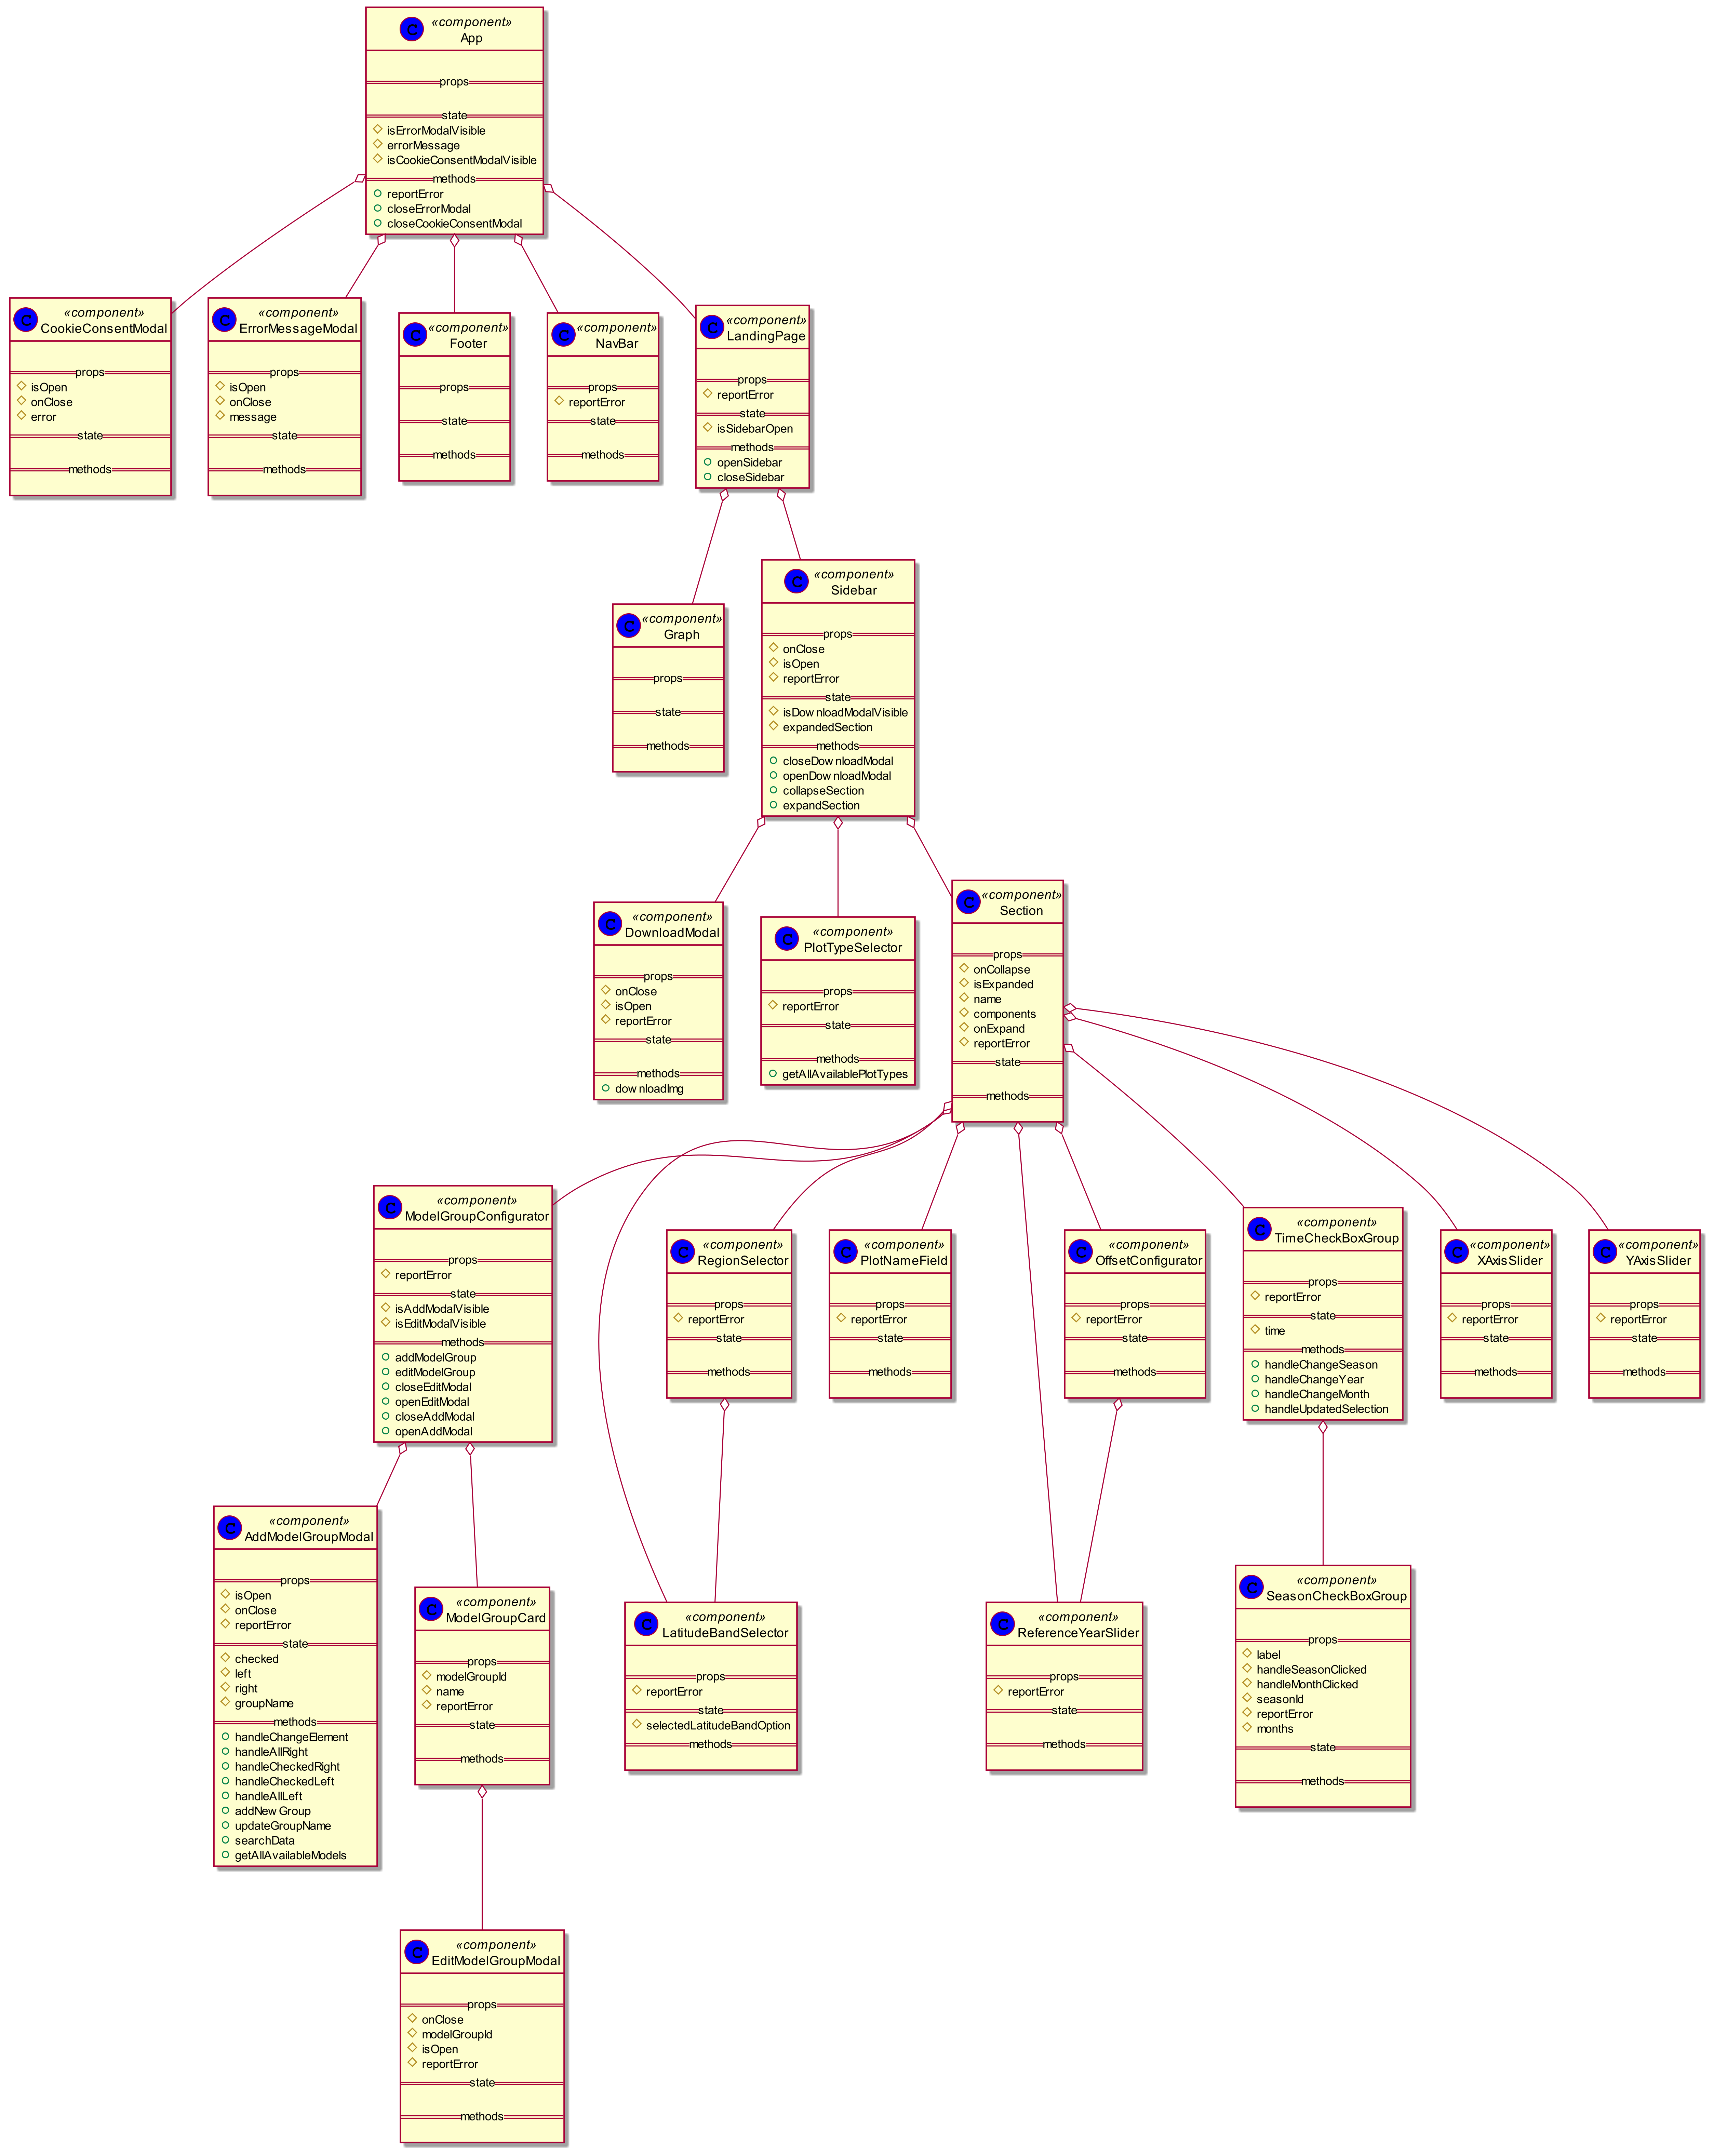 C «component»
App
props
state
isErrorModalVisible
errorMessage
isCookieConsentModalVisible
methods
reportError
closeErrorModal
closeCookieConsentModal
C «component»
CookieConsentModal
props
isOpen
onClose
error
state
methods
C «component»
ErrorMessageModal
props
isOpen
onClose
message
state
methods
C «component»
Footer
props
state
methods
C «component»
NavBar
props
reportError
state
methods
C «component»
LandingPage
props
reportError
state
isSidebarOpen
methods
openSidebar
closeSidebar
C «component»
Graph
props
state
methods
C «component»
Sidebar
props
onClose
isOpen
reportError
state
isDownloadModalVisible
expandedSection
methods
closeDownloadModal
openDownloadModal
collapseSection
expandSection
C «component»
DownloadModal
props
onClose
isOpen
reportError
state
methods
downloadImg
C «component»
PlotTypeSelector
props
reportError
state
methods
getAllAvailablePlotTypes
C «component»
Section
props
onCollapse
isExpanded
name
components
onExpand
reportError
state
methods
C «component»
ModelGroupConfigurator
props
reportError
state
isAddModalVisible
isEditModalVisible
methods
addModelGroup
editModelGroup
closeEditModal
openEditModal
closeAddModal
openAddModal
C «component»
RegionSelector
props
reportError
state
methods
C «component»
PlotNameField
props
reportError
state
methods
C «component»
OffsetConfigurator
props
reportError
state
methods
C «component»
TimeCheckBoxGroup
props
reportError
state
time
methods
handleChangeSeason
handleChangeYear
handleChangeMonth
handleUpdatedSelection
C «component»
XAxisSlider
props
reportError
state
methods
C «component»
YAxisSlider
props
reportError
state
methods
C «component»
AddModelGroupModal
props
isOpen
onClose
reportError
state
checked
left
right
groupName
methods
handleChangeElement
handleAllRight
handleCheckedRight
handleCheckedLeft
handleAllLeft
addNewGroup
updateGroupName
searchData
getAllAvailableModels
C «component»
ModelGroupCard
props
modelGroupId
name
reportError
state
methods
C «component»
LatitudeBandSelector
props
reportError
state
selectedLatitudeBandOption
methods
C «component»
ReferenceYearSlider
props
reportError
state
methods
C «component»
SeasonCheckBoxGroup
props
label
handleSeasonClicked
handleMonthClicked
seasonId
reportError
months
state
methods
C «component»
EditModelGroupModal
props
onClose
modelGroupId
isOpen
reportError
state
methods